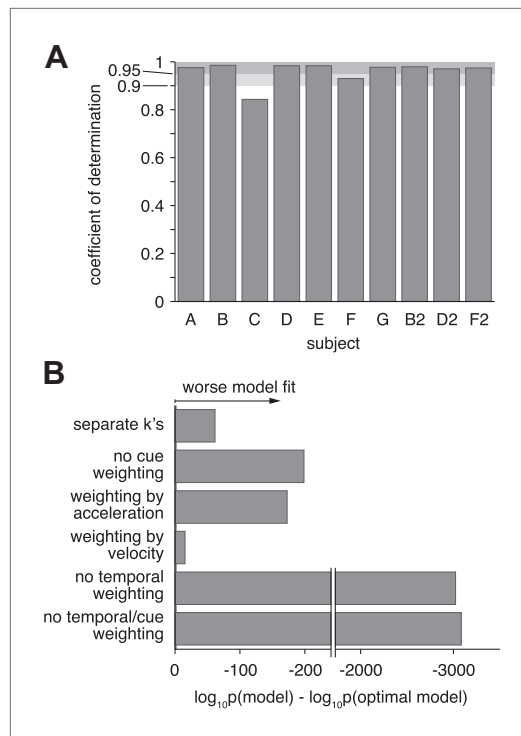 A
1
0.95
0.9
0.8
0.6
0.4
0.2
0
coefficient of determination
A B C D E F G B2 D2 F2
subject
B
worse model fit
separate k's
no cue
weighting
weighting by
acceleration
weighting by
velocity
no temporal
weighting
no temporal/cue
weighting
0 -100 -200 -2000 -3000
log10p(model) - log10p(optimal model)